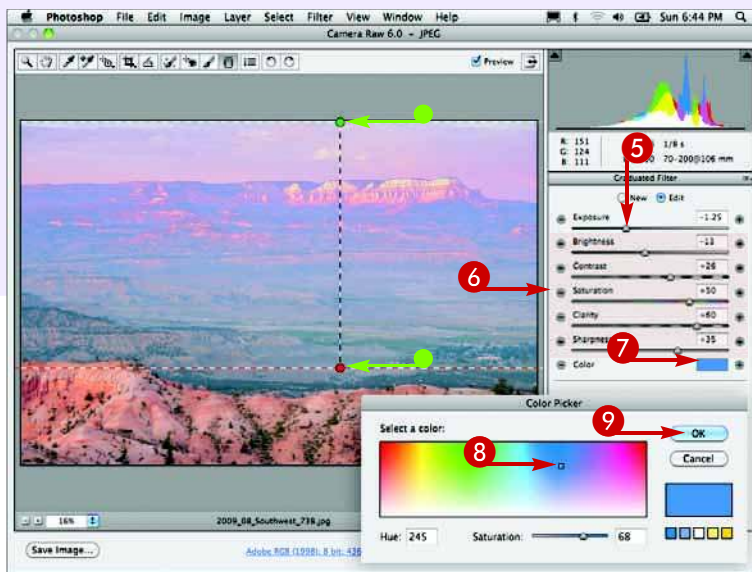 Photoshop File Edit Image Layer Select Filter View Window Help Sun 6:44 PM
Camera Raw 6.0 - JPEG
Preview
R: 151 1/8 s
G: 124
B: 111 70-200@106 mm
5
Graduated Filter
New Edit
Exposure -1.25
Brightness -13
Contrast +26
6
Saturation +50
Clarity +60
Sharpness +35
7
Color
Color Picker
Select a color:
9
OK
8
Cancel
16% 2009_08_Southwest_738.jpg
Hue: 245 Saturation: 68
Save Image...
Adobe RGB (1998); 8 bit;